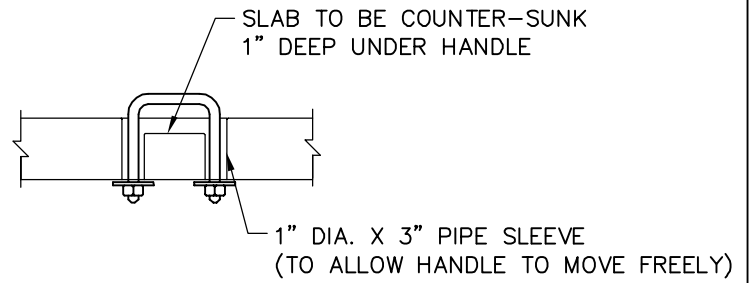 SLAB TO BE COUNTER-SUNK
1” DEEP UNDER HANDLE
1” DIA. X 3” PIPE SLEEVE
(TO ALLOW HANDLE TO MOVE FREELY)